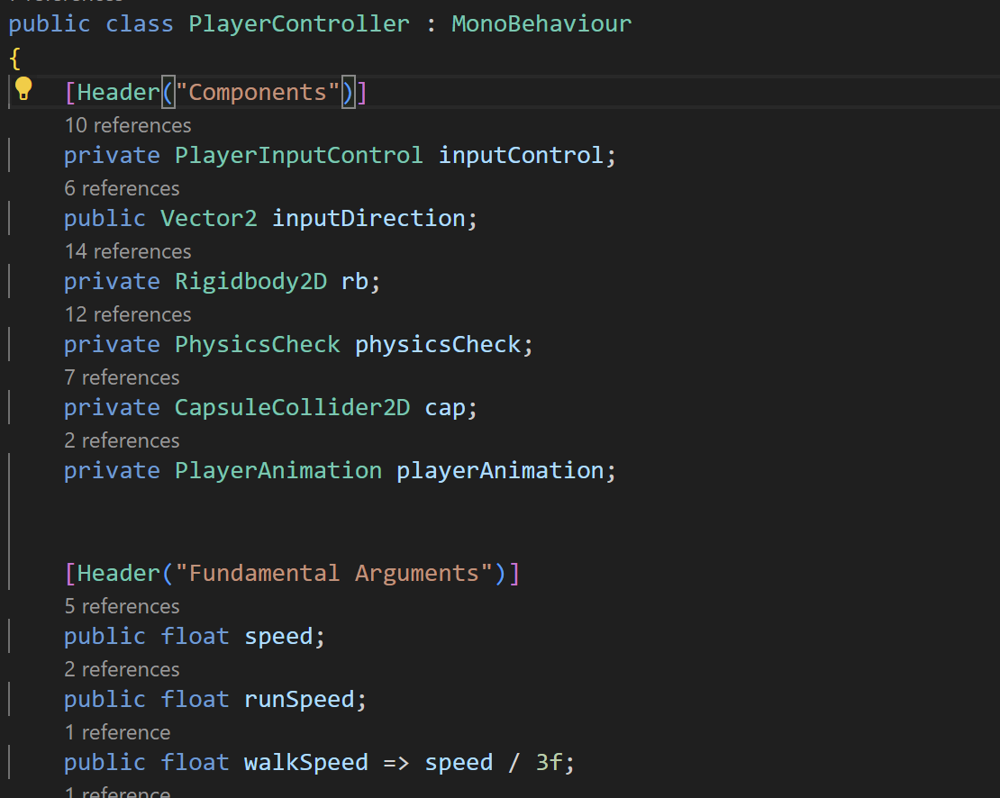 public class PlayerController : MonoBehaviour
{
[Header("Components")]
10 references
private PlayerInputControl inputControl;
6 references
public Vector2 inputDirection;
14 references
private Rigidbody2D rb;
12 references
private PhysicsCheck physicsCheck;
7 references
private CapsuleCollider2D cap;
2 references
private PlayerAnimation playerAnimation;
[Header("Fundamental Arguments")]
5 references
public float speed;
2 references
public float runSpeed;
1 reference
public float walkSpeed => speed / 3f;
1 reference